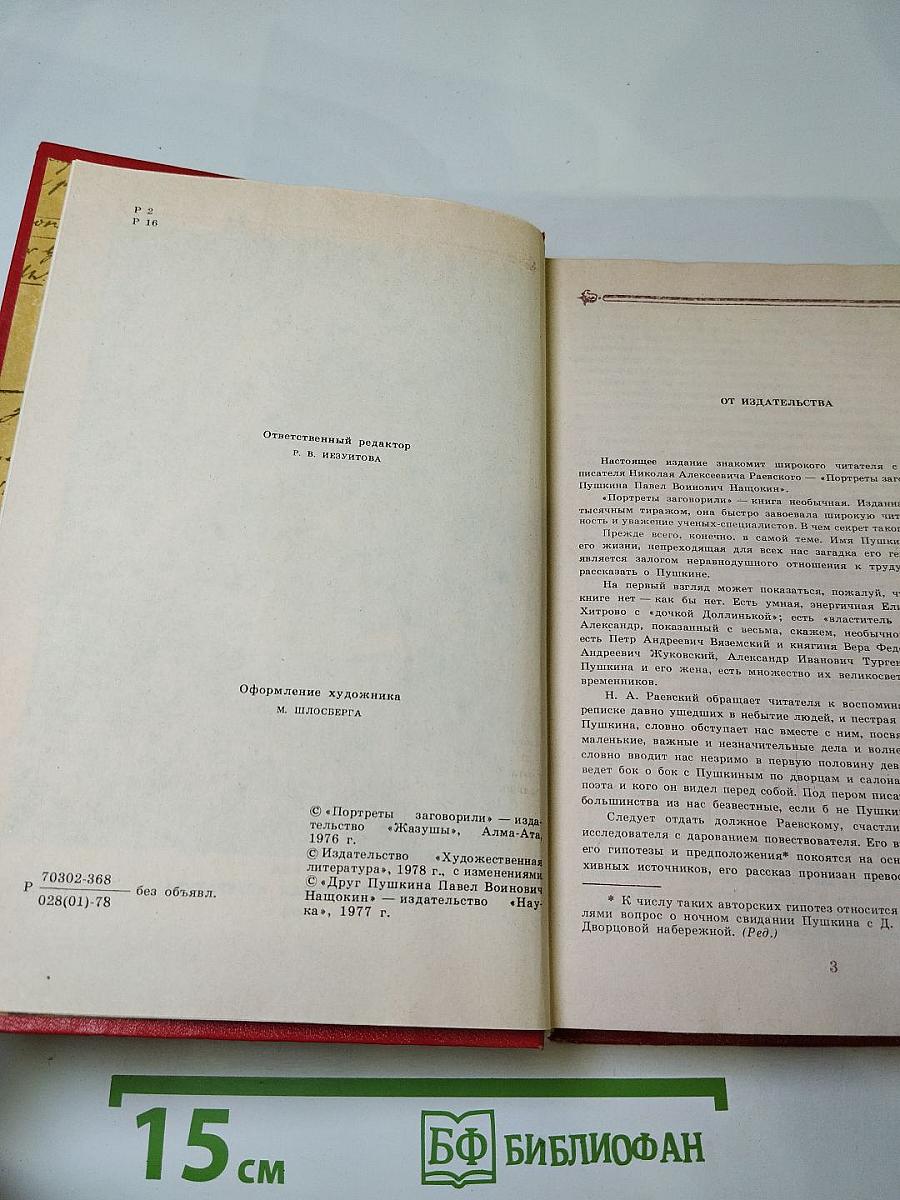 Р 2
Р 16
Ответственный редактор
Р. В. ИЕЗУИТОВА
Оформление художника
М. ШЛОСБЕРГА
© «Портреты заговорили» — изда-
тельство «Жазушы», Алма-Ата,
1976 г.
© Издательство «Художественная
литература», 1978 г., с изменениями
© «Друг Пушкина Павел Воинович
Нащокин» — издательство «Нау-
ка», 1977 г.
Р 70302-368 без объявл.
028(01)-78
ОТ ИЗДАТЕЛЬСТВА
Настоящее издание знакомит широкого читателя с
писателя Николая Алексеевича Раевского — «Портреты заго
Пушкина Павел Воинович Нащокин».
«Портреты заговорили» — книга необычная. Изданна
тысячным тиражом, она быстро завоевала широкую чит
ность и уважение ученых-специалистов. В чем секрет тако
Прежде всего, конечно, в самой теме. Имя Пушки
его жизни, непреходящая для всех нас загадка его ге
является залогом неравнодушного отношения к труду
рассказать о Пушкине.
На первый взгляд может показаться, пожалуй, ч
книге нет — как бы нет. Есть умная, энергичная Ели
Хитрово с «дочкой Доллинькой»; есть «властитель
Александр, показанный с весьма, скажем, необычно
есть Петр Андреевич Вяземский и княгиня Вера Фед
Андреевич Жуковский, Александр Иванович Турген
Пушкина и его жена, есть множество их великосвет
временников.
Н. А. Раевский обращает читателя к воспомина
реписке давно ушедших в небытие людей, и пестрая
Пушкина, словно обступает нас вместе с ним, посвя
маленькие, важные и незначительные дела и волне
словно вводит нас незримо в первую половину дев
ведет бок о бок с Пушкиным по дворцам и салона
поэта и кого он видел перед собой. Под пером писа
большинства из нас безвестные, если б не Пушки
Следует отдать должное Раевскому, счастли
исследователя с дарованием повествователя. Его в
его гипотезы и предположения* покоятся на осн
хивных источников, его рассказ пронизан превос
* К числу таких авторских гипотез относится
лями вопрос о ночном свидании Пушкина с Д.
Дворцовой набережной. (Ред.)
3
15 см
БФ БИБЛИОФАН